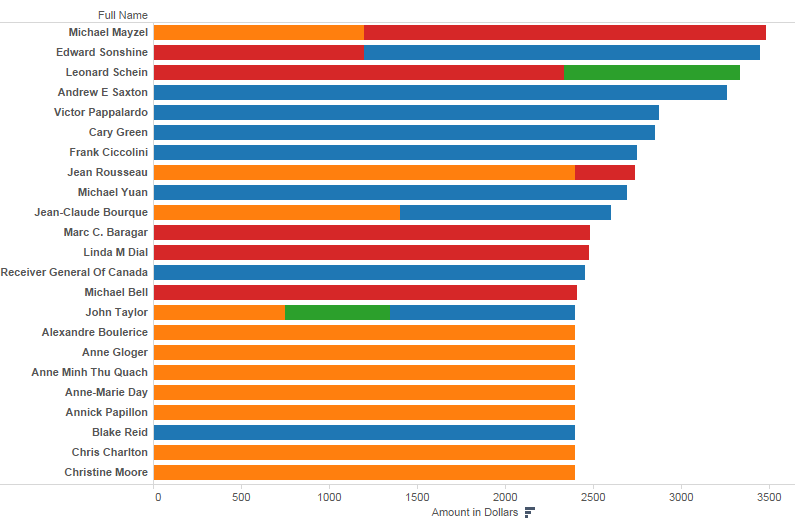 Full Name
Michael Mayzel
Edward Sonshine
Leonard Schein
Andrew E Saxton
Victor Pappalardo
Cary Green
Frank Ciccolini
Jean Rousseau
Michael Yuan
Jean-Claude Bourque
Marc C. Baragar
Linda M Dial
Receiver General Of Canada
Michael Bell
John Taylor
Alexandre Boulerice
Anne Gloger
Anne Minh Thu Quach
Anne-Marie Day
Annick Papillon
Blake Reid
Chris Charlton
Christine Moore
0 500 1000 1500 2000 2500 3000 3500
Amount in Dollars